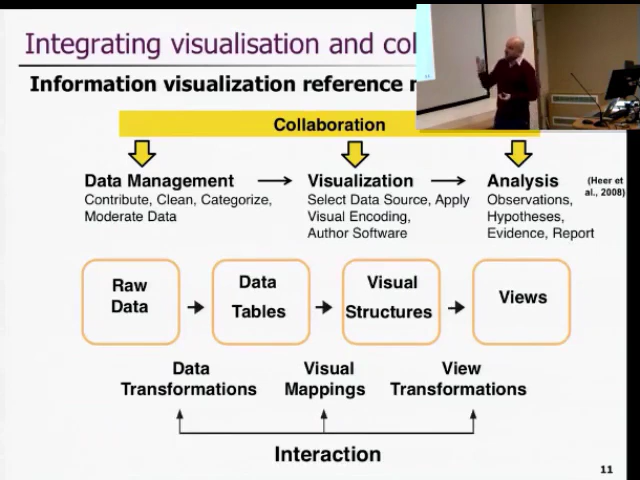 Integrating visualisation and col
Information visualization reference
Collaboration
Data Management
Contribute, Clean, Categorize,
Moderate Data
Visualization
Select Data Source, Apply
Visual Encoding,
Author Software
Analysis
Observations,
Hypotheses,
Evidence, Report
(Heer et
al., 2008)
Raw
Data
Data
Tables
Visual
Structures
Views
Data
Transformations
Visual
Mappings
View
Transformations
Interaction
11